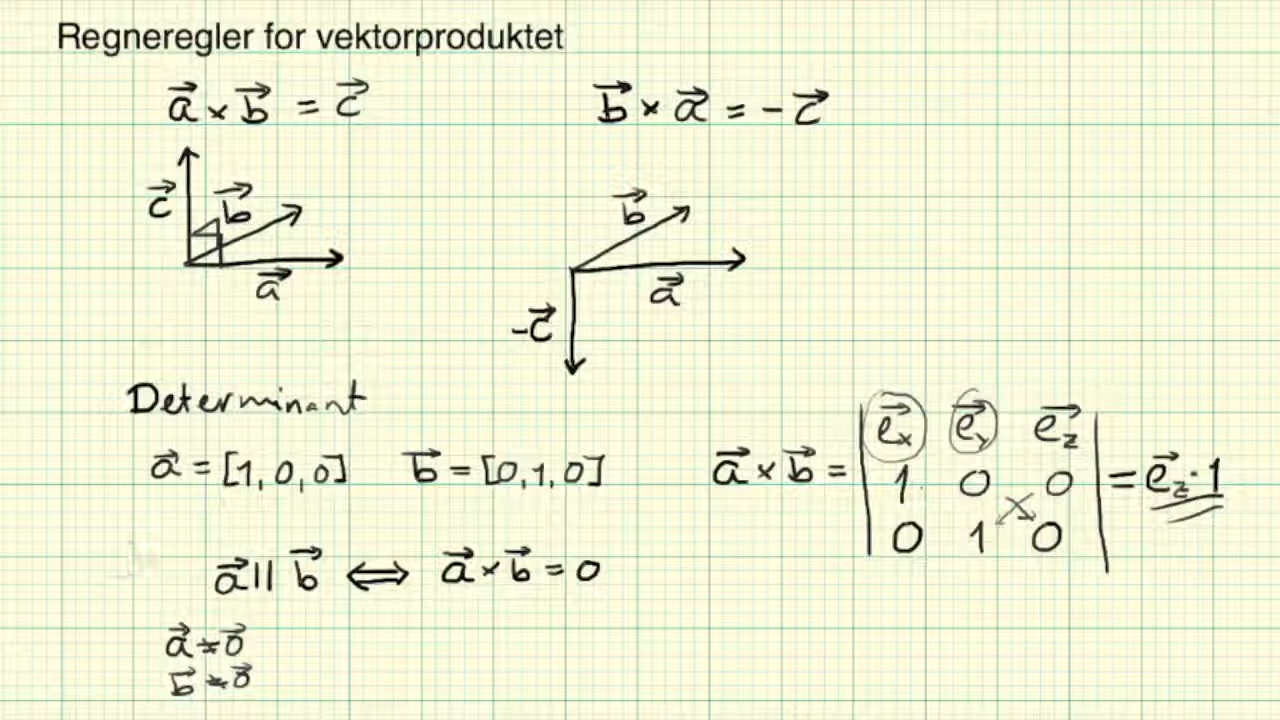 Regneregler for vektorproduktet
a⃗ × b⃗ = c⃗
b⃗ × a⃗ = -c⃗
c⃗ b⃗ a⃗
b⃗ a⃗ -c⃗
Determinant
a⃗ = [1, 0, 0] b⃗ = [0, 1, 0]
a⃗ × b⃗ = | e⃗x e⃗y e⃗z | = e⃗z · 1
1 0 0
0 1 0
a⃗ || b⃗ ⟺ a⃗ × b⃗ = 0
a⃗ ≠ 0⃗
b⃗ ≠ 0⃗